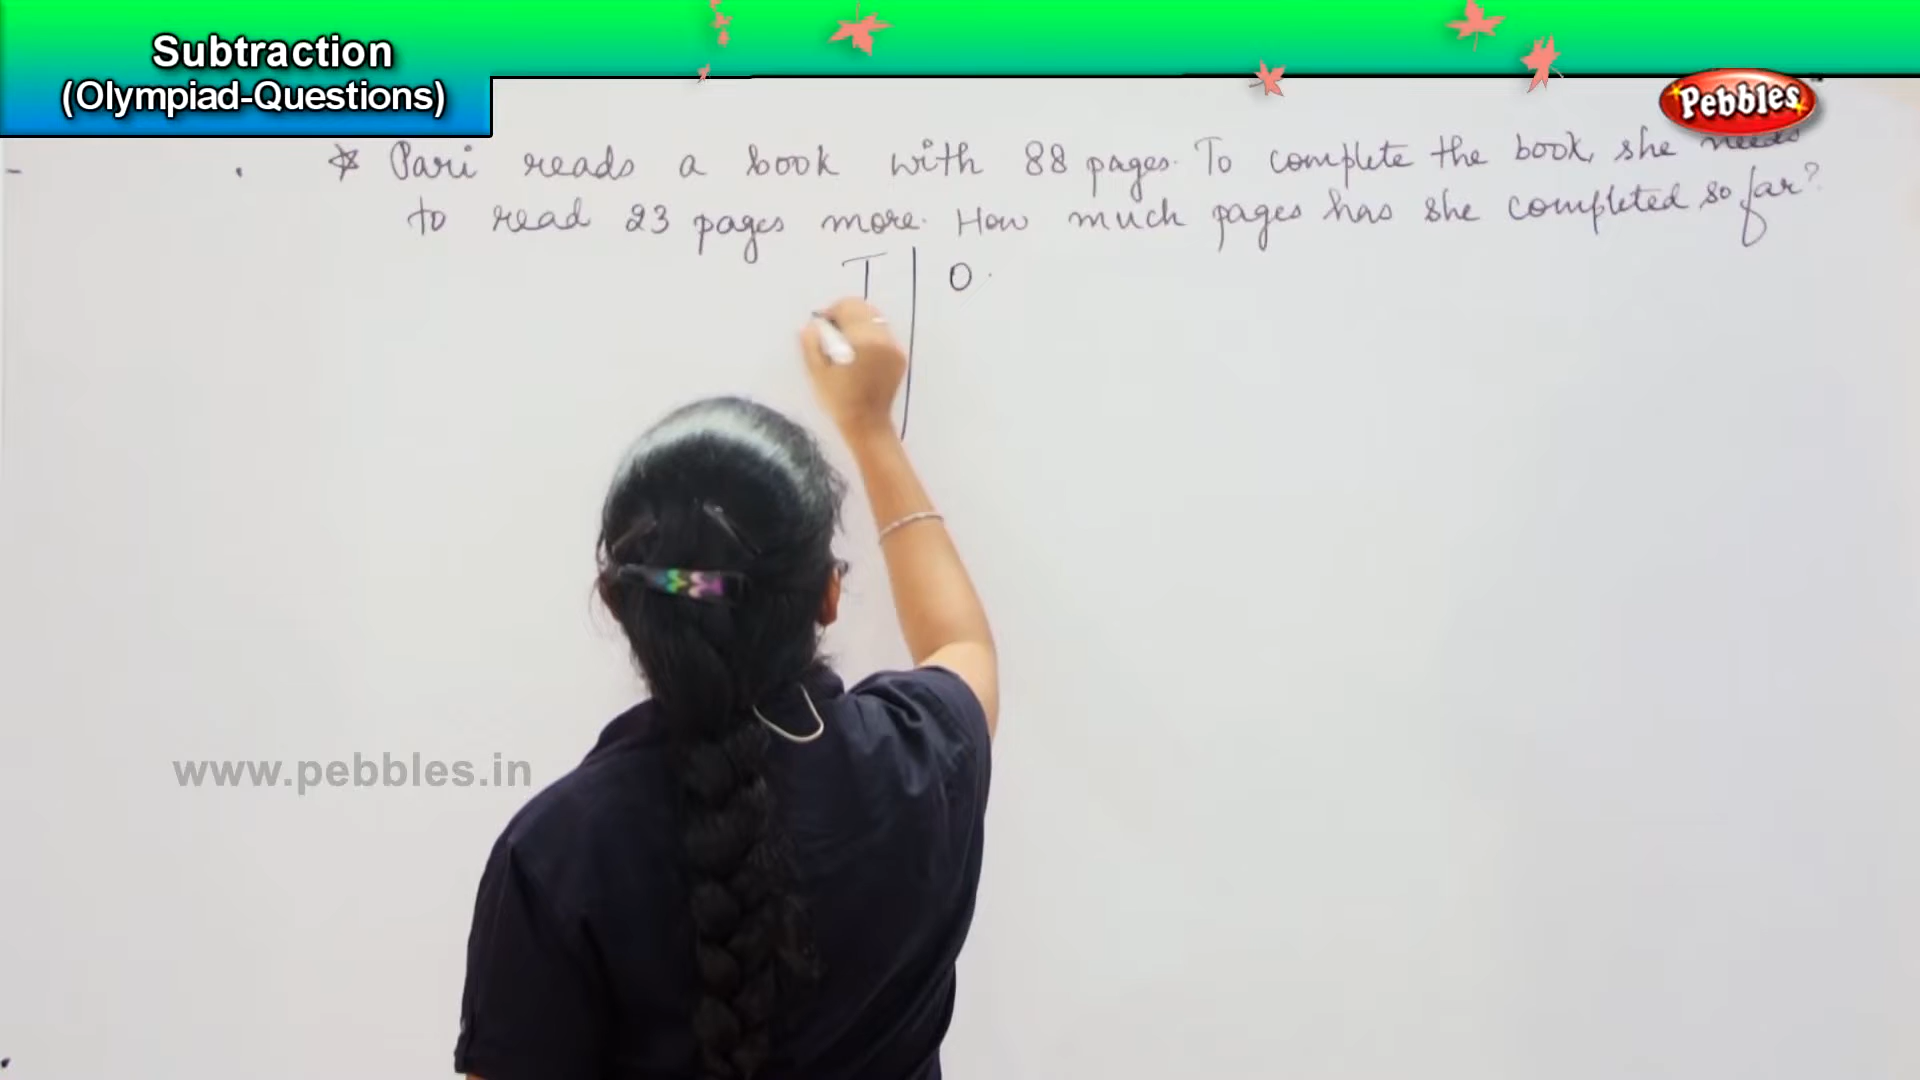 Subtraction
(Olympiad-Questions)
Pebbles
☆ Pari reads a book with 88 pages. To complete the book, she needs
to read 23 pages more. How much pages has she completed so far?
T | O
www.pebbles.in